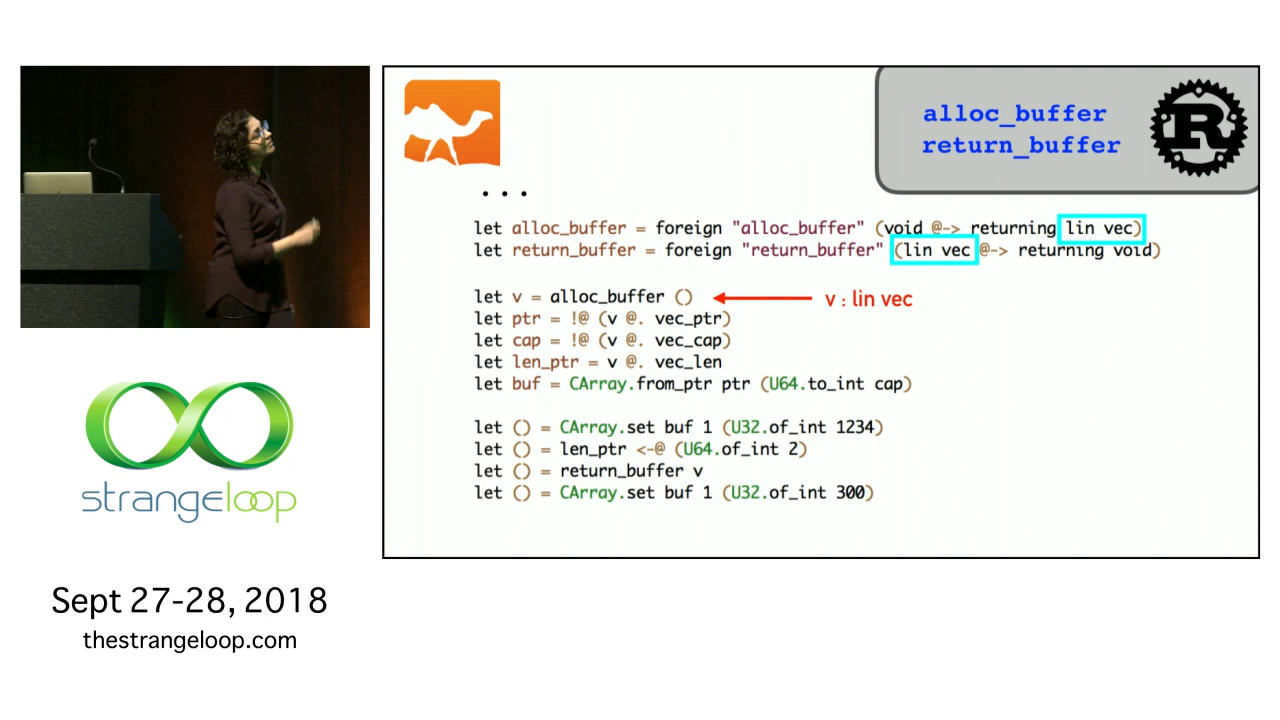 alloc_buffer
return_buffer
R
...
let alloc_buffer = foreign "alloc_buffer" (void @-> returning lin vec)
let return_buffer = foreign "return_buffer" (lin vec @-> returning void)
let v = alloc_buffer ()
v : lin vec
let ptr = !@ (v @. vec_ptr)
let cap = !@ (v @. vec_cap)
let len_ptr = v @. vec_len
let buf = CArray.from_ptr ptr (U64.to_int cap)
let () = CArray.set buf 1 (U32.of_int 1234)
let () = len_ptr <-@ (U64.of_int 2)
let () = return_buffer v
let () = CArray.set buf 1 (U32.of_int 300)
strangeloop
Sept 27-28, 2018
thestrangeloop.com